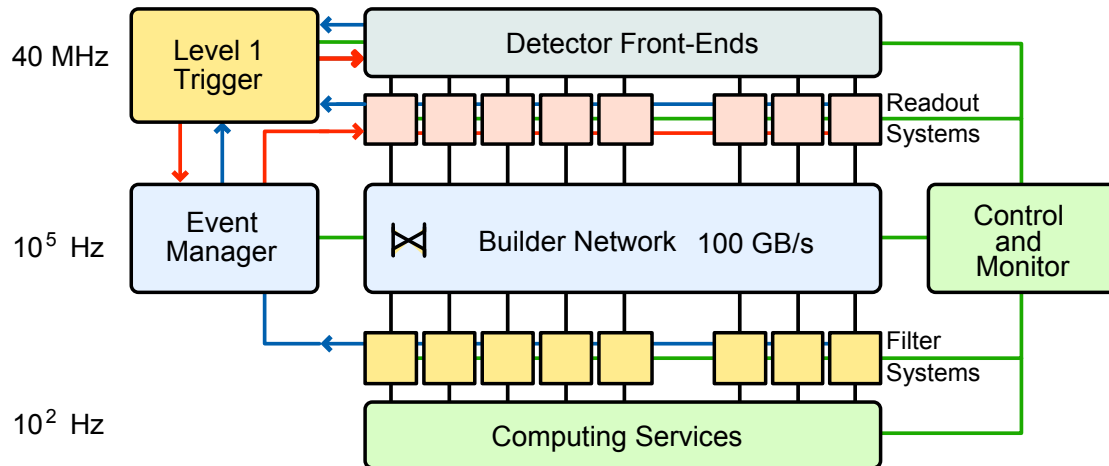 40 MHz
Level 1
Trigger
Detector Front-Ends
Readout
Systems
10⁵ Hz
Event
Manager
Builder Network 100 GB/s
Control
and
Monitor
Filter
Systems
10² Hz
Computing Services